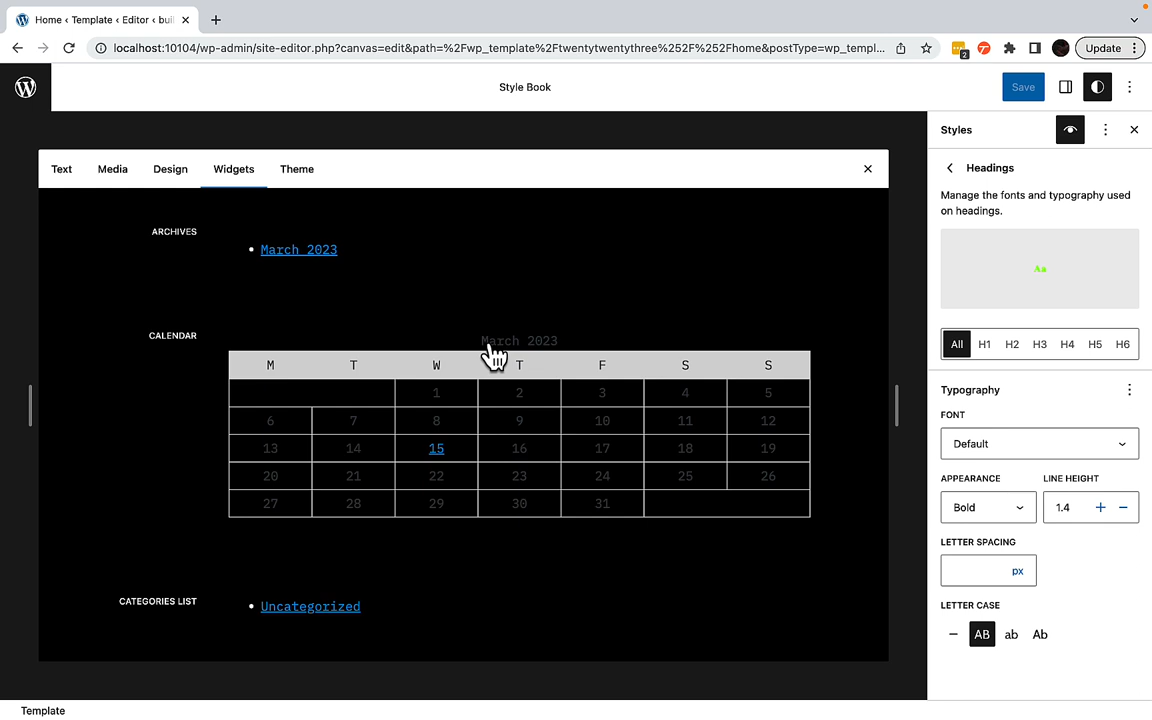 Home ‹ Template ‹ Editor ‹ bui
localhost:10104/wp-admin/site-editor.php?canvas=edit&path=%2Fwp_template%2Ftwentytwentythree%252F%252Fhome&postType=wp_templ...
2
Update
Style Book
Save
Styles
Text Media Design Widgets Theme
Headings
Manage the fonts and typography used
on headings.
Aa
All H1 H2 H3 H4 H5 H6
Typography
FONT
Default
APPEARANCE LINE HEIGHT
Bold 1.4
LETTER SPACING
px
LETTER CASE
– AB ab Ab
ARCHIVES
• March 2023
CALENDAR
March 2023
M T W T F S S
1 2 3 4 5
6 7 8 9 10 11 12
13 14 15 16 17 18 19
20 21 22 23 24 25 26
27 28 29 30 31
CATEGORIES LIST
• Uncategorized
Template